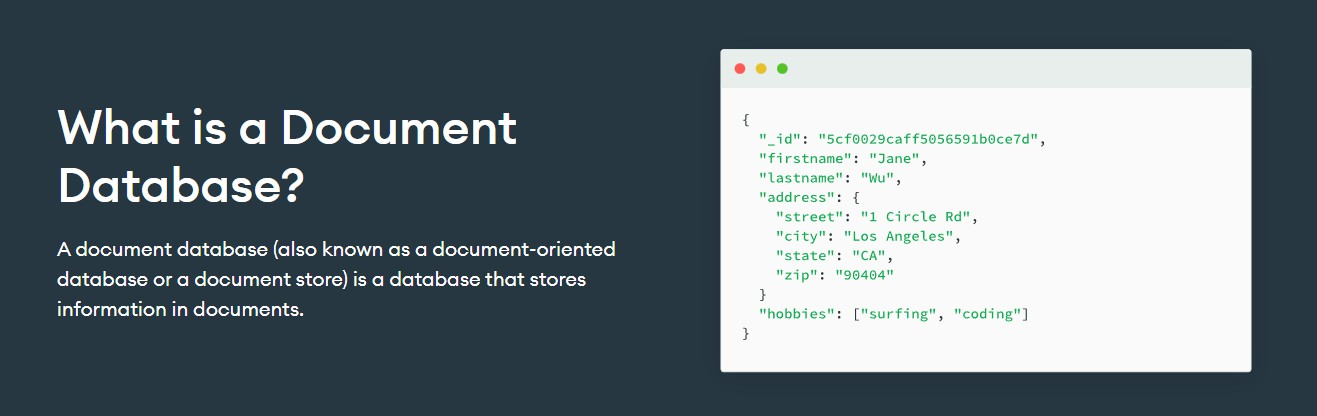 What is a Document
Database?
A document database (also known as a document-oriented
database or a document store) is a database that stores
information in documents.
{
  "_id": "5cf0029caff5056591b0ce7d",
  "firstname": "Jane",
  "lastname": "Wu",
  "address": {
    "street": "1 Circle Rd",
    "city": "Los Angeles",
    "state": "CA",
    "zip": "90404"
  }
  "hobbies": ["surfing", "coding"]
}